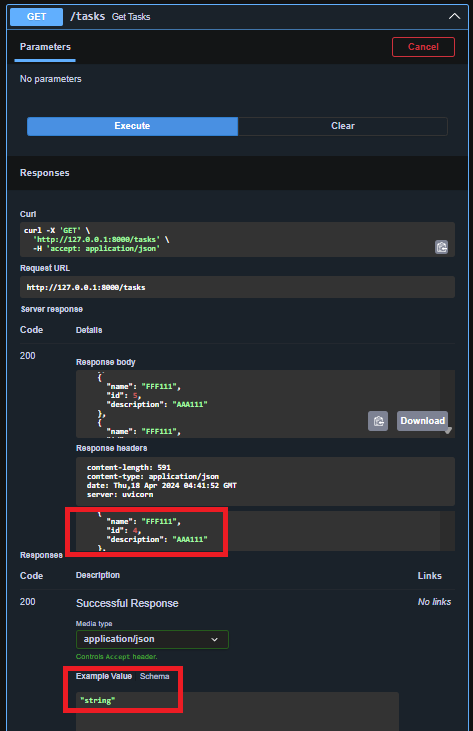 GET /tasks Get Tasks
Parameters Cancel
No parameters
Execute Clear
Responses
Curl
curl -X 'GET' \
'http://127.0.0.1:8000/tasks' \
-H 'accept: application/json'
Request URL
http://127.0.0.1:8000/tasks
Server response
Code Details
200
Response body
{
"name": "FFF111",
"id": 5,
"description": "AAA111"
},
{
"name": "FFF111",
Download
Response headers
content-length: 591
content-type: application/json
date: Thu,18 Apr 2024 04:41:52 GMT
server: uvicorn
{
"name": "FFF111",
"id": 4,
"description": "AAA111"
},
Responses
Code Description Links
200 Successful Response No links
Media type
application/json
Controls Accept header.
Example Value Schema
"string"